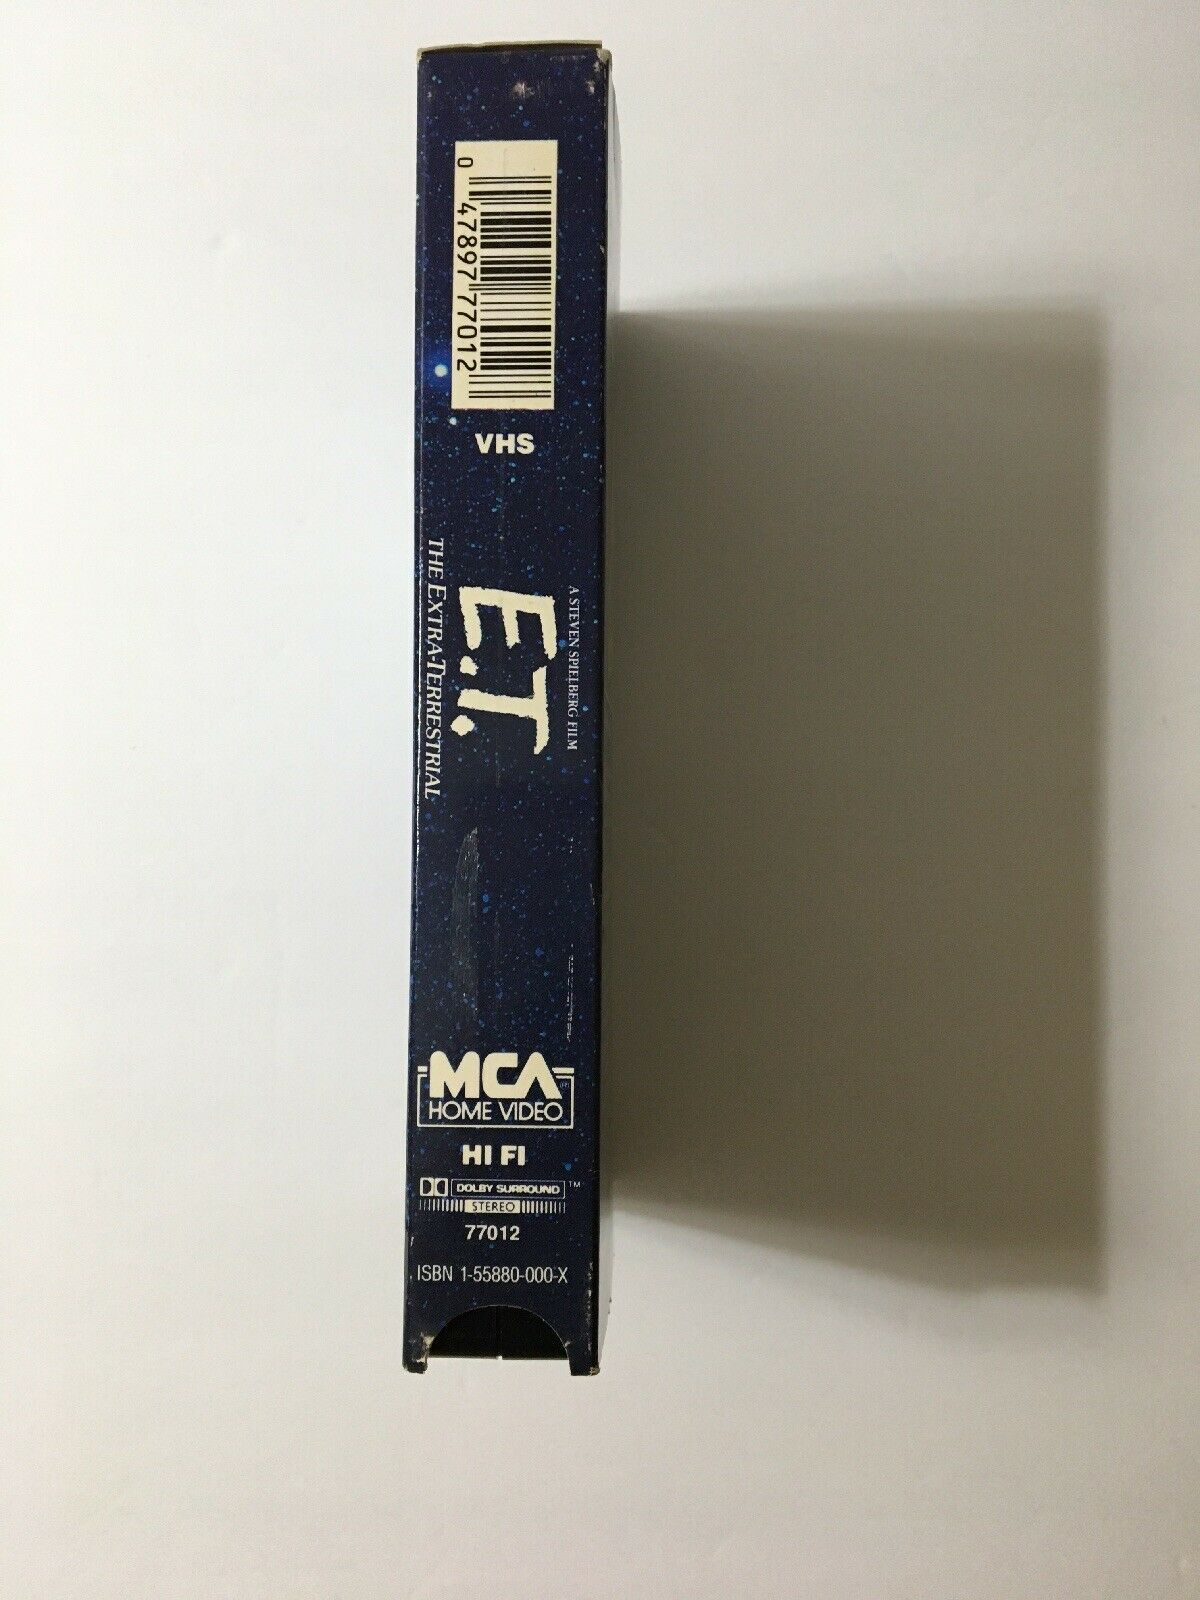 0 47897 77012
VHS
A STEVEN SPIELBERG FILM
E.T.
THE EXTRA-TERRESTRIAL
MCA®
HOME VIDEO
HI FI
DOLBY SURROUND™
STEREO
77012
ISBN 1-55880-000-X